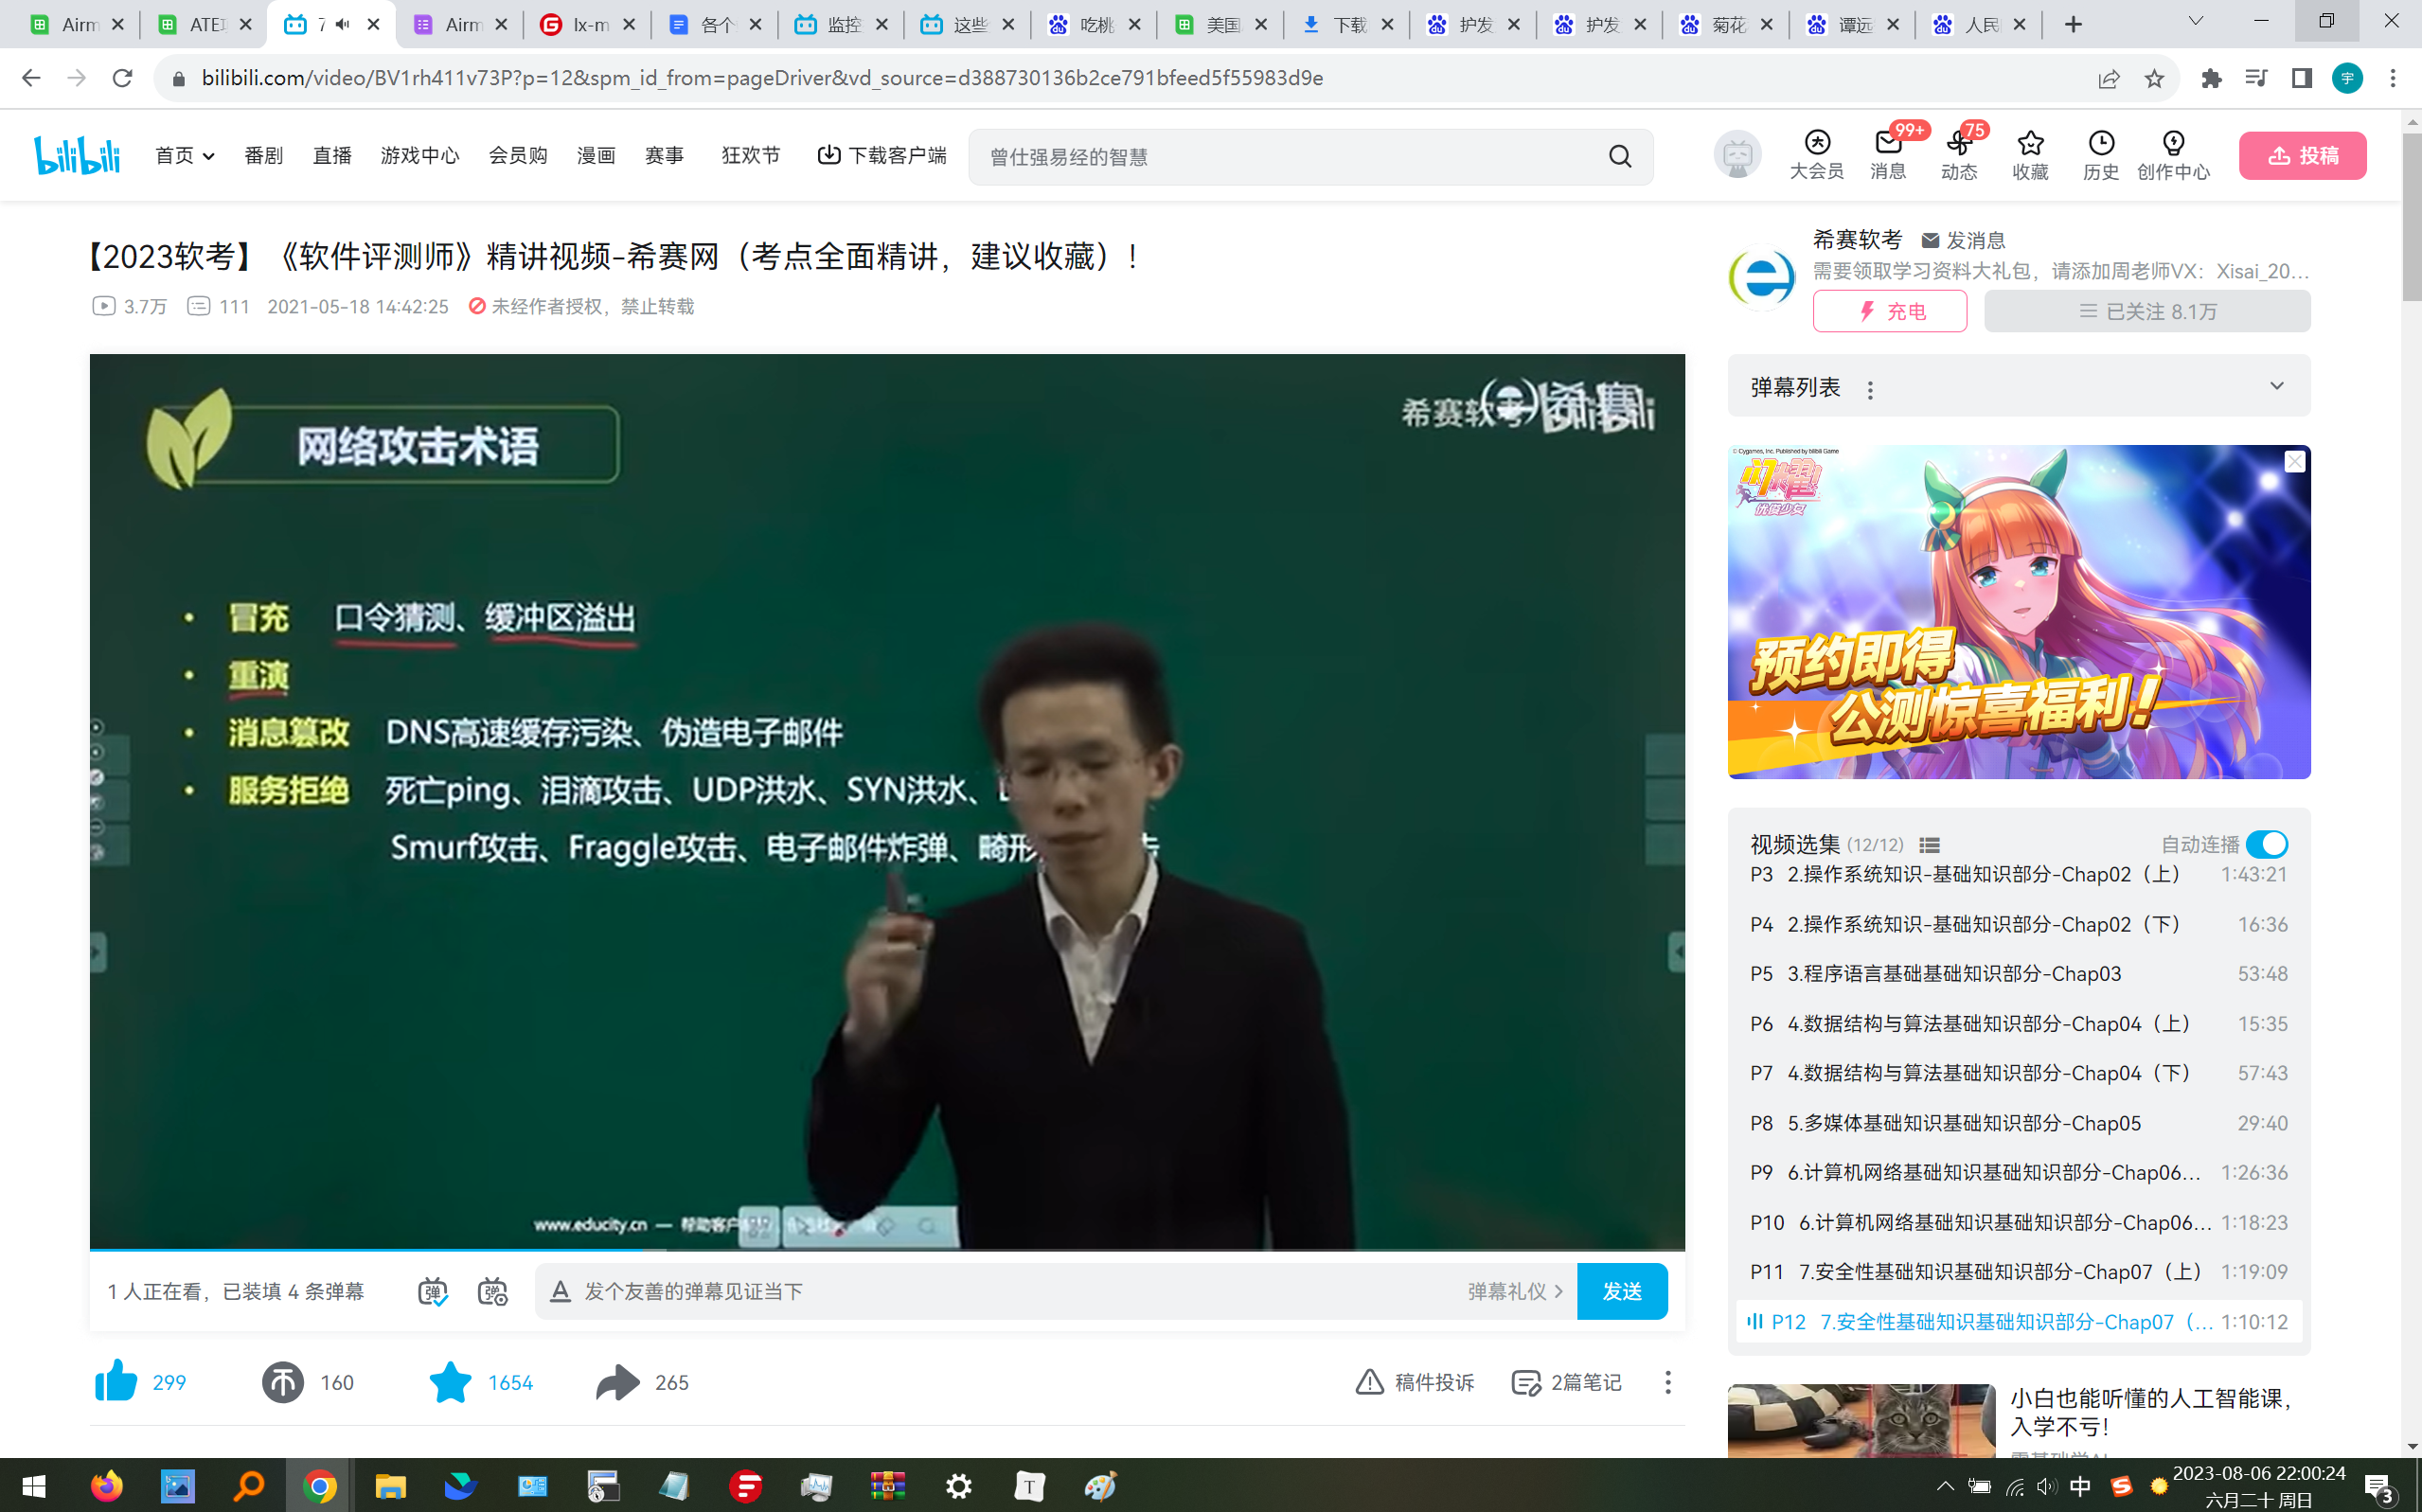 Airm
ATE项
7
Airm
lx-m
各个
监控
这些
吃桃
美国
下载
护发
护发
菊花
谭远
人民
bilibili.com/video/BV1rh411v73P?p=12&spm_id_from=pageDriver&vd_source=d388730136b2ce791bfeed5f55983d9e
宇
bilibili 首页 番剧 直播 游戏中心 会员购 漫画 赛事 狂欢节 下载客户端 曾仕强易经的智慧
大会员 消息 99+ 动态 75 收藏 历史 创作中心 投稿
【2023软考】《软件评测师》精讲视频-希赛网（考点全面精讲，建议收藏）！
3.7万 111 2021-05-18 14:42:25 未经作者授权，禁止转载
希赛软考 发消息
需要领取学习资料大礼包，请添加周老师VX：Xisai_20...
充电 已关注 8.1万
希赛软考 bilibili
希赛
网络攻击术语
• 冒充 口令猜测、缓冲区溢出
• 重演
• 消息篡改 DNS高速缓存污染、伪造电子邮件
• 服务拒绝 死亡ping、泪滴攻击、UDP洪水、SYN洪水、
Smurf攻击、Fraggle攻击、电子邮件炸弹、畸形
www.educity.cn — 帮助客户
弹幕列表
© Cygames, Inc. Published by bilibili Game
闪耀！
优俊少女
预约即得
公测惊喜福利！
视频选集 (12/12) 自动连播
P3 2.操作系统知识-基础知识部分-Chap02（上） 1:43:21
P4 2.操作系统知识-基础知识部分-Chap02（下） 16:36
P5 3.程序语言基础基础知识部分-Chap03 53:48
P6 4.数据结构与算法基础知识部分-Chap04（上） 15:35
P7 4.数据结构与算法基础知识部分-Chap04（下） 57:43
P8 5.多媒体基础知识基础知识部分-Chap05 29:40
P9 6.计算机网络基础知识基础知识部分-Chap06... 1:26:36
P10 6.计算机网络基础知识基础知识部分-Chap06... 1:18:23
P11 7.安全性基础知识基础知识部分-Chap07（上） 1:19:09
P12 7.安全性基础知识基础知识部分-Chap07（... 1:10:12
1 人正在看，已装填 4 条弹幕 发个友善的弹幕见证当下 弹幕礼仪 发送
299 160 1654 265 稿件投诉 2篇笔记
小白也能听懂的人工智能课，
入学不亏！
中 2023-08-06 22:00:24
六月二十 周日
3